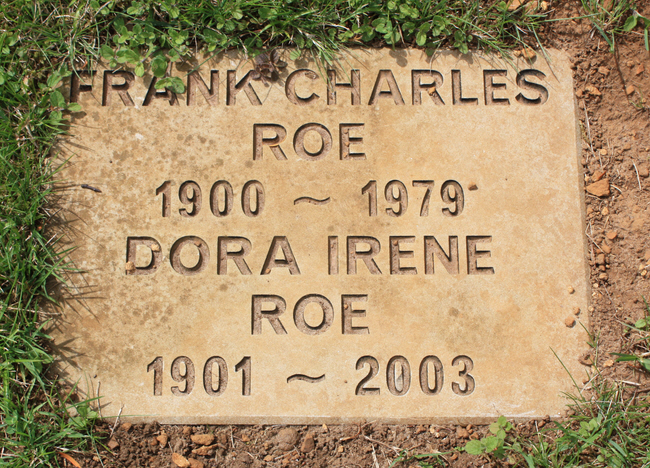 FRANK CHARLES
ROE
1900 ~ 1979
DORA IRENE
ROE
1901 ~ 2003